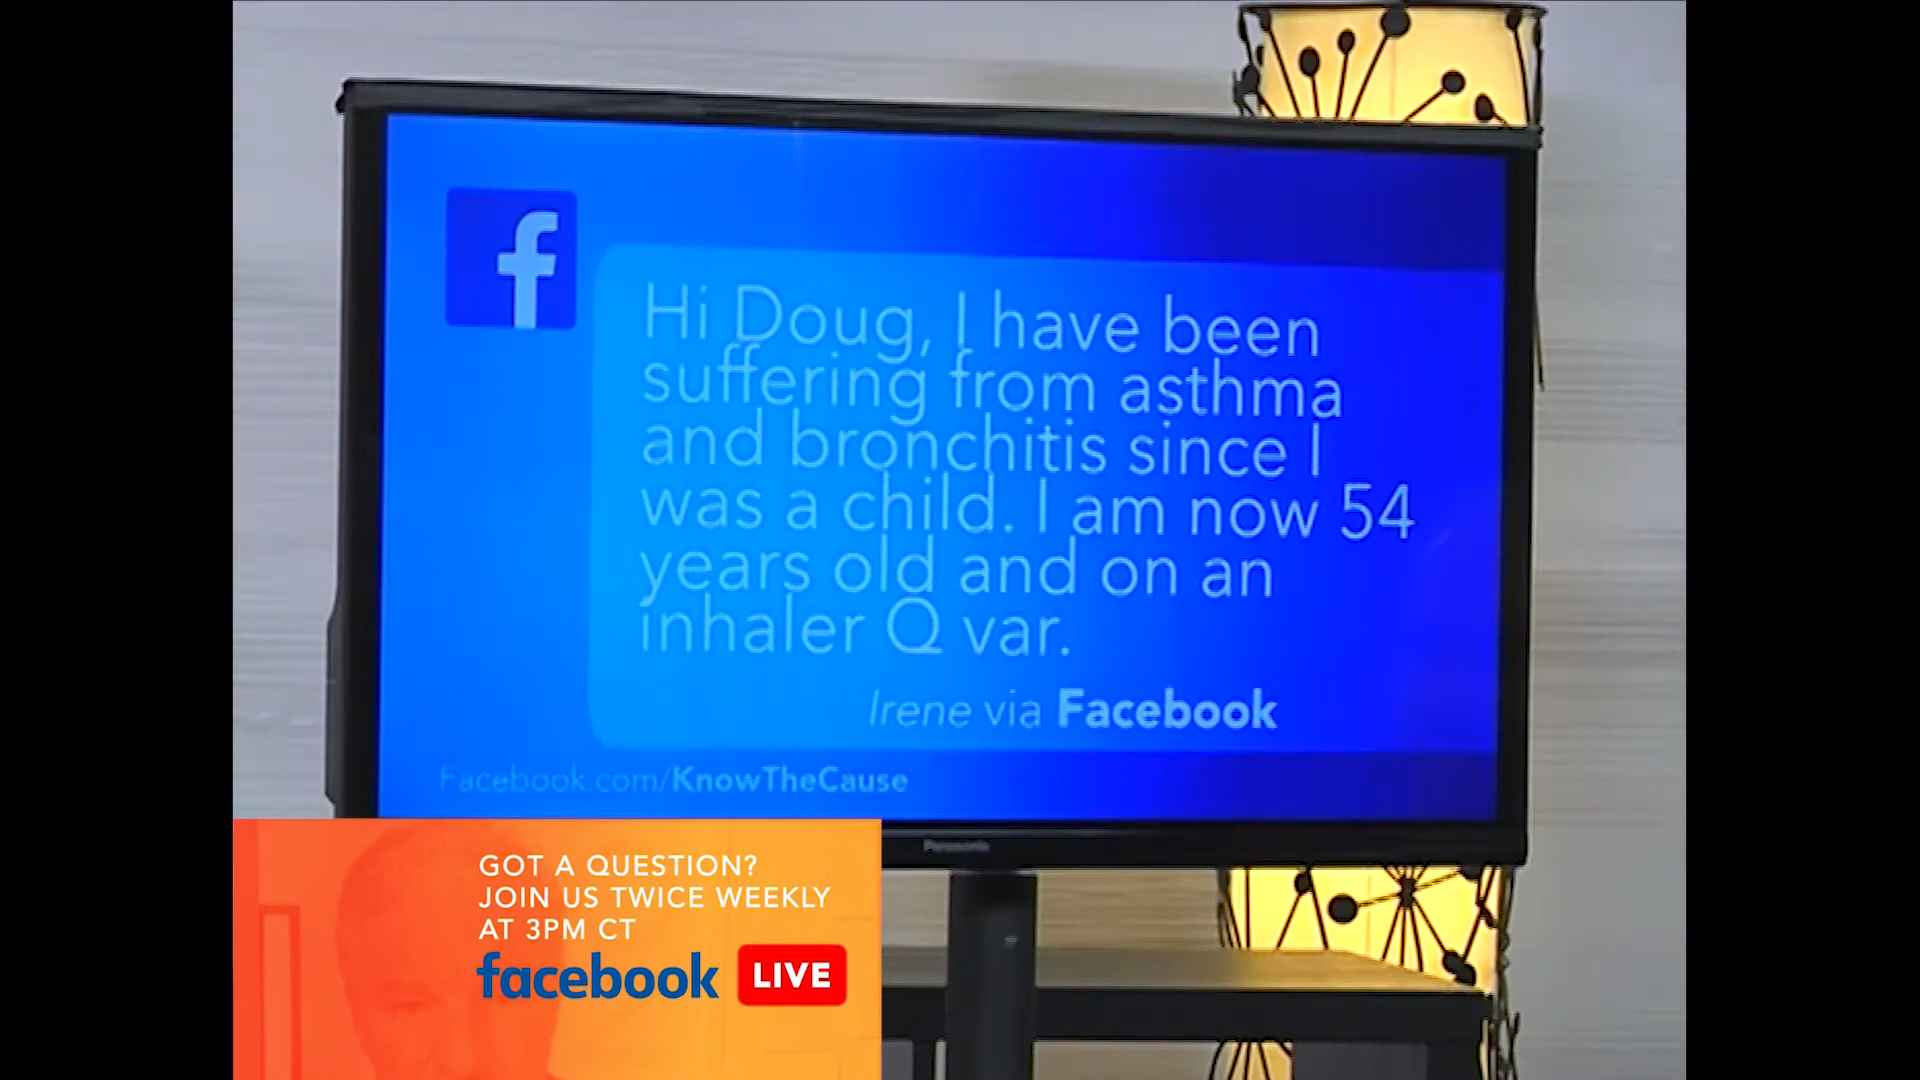 f
Hi Doug, I have been
suffering from asthma
and bronchitis since I
was a child. I am now 54
years old and on an
inhaler Q var.
Irene via Facebook
Facebook.com/KnowTheCause
Panasonic
GOT A QUESTION?
JOIN US TWICE WEEKLY
AT 3PM CT
facebook LIVE